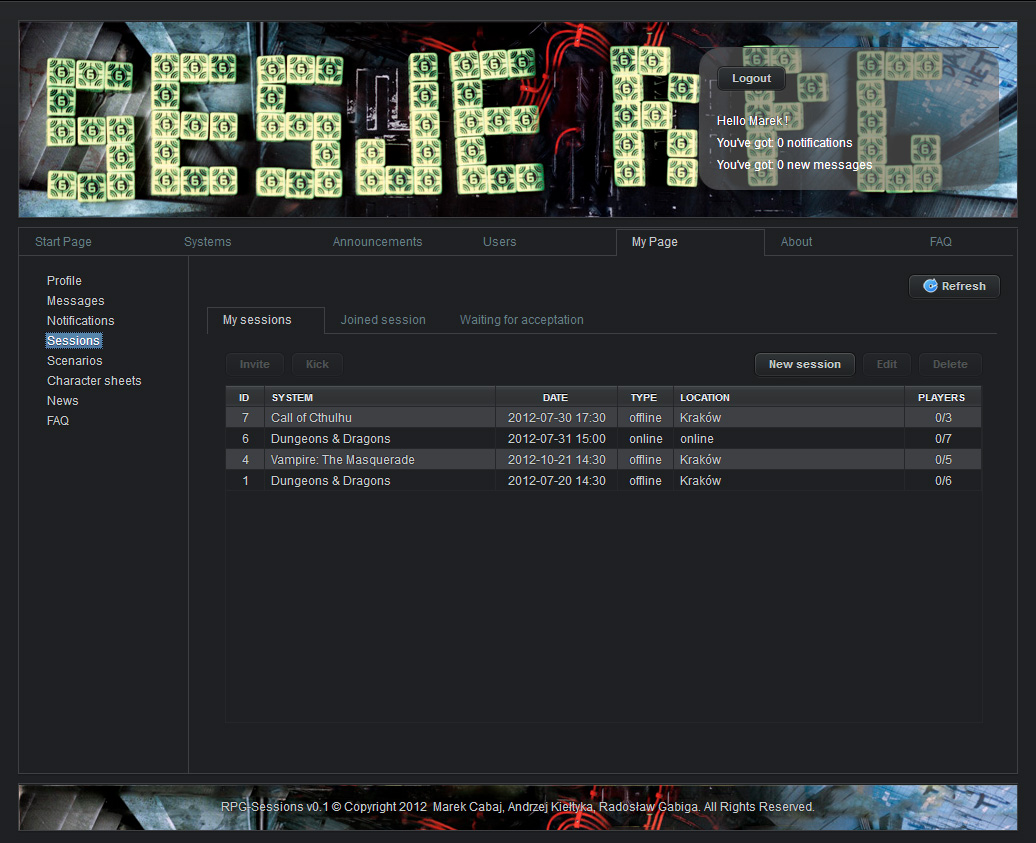 SESJE RPG
Logout
Hello Marek !
You've got: 0 notifications
You've got: 0 new messages
Start Page Systems Announcements Users My Page About FAQ
Profile
Messages
Notifications
Sessions
Scenarios
Character sheets
News
FAQ
Refresh
My sessions Joined session Waiting for acceptation
Invite Kick New session Edit Delete
ID SYSTEM DATE TYPE LOCATION PLAYERS
7 Call of Cthulhu 2012-07-30 17:30 offline Kraków 0/3
6 Dungeons & Dragons 2012-07-31 15:00 online online 0/7
4 Vampire: The Masquerade 2012-10-21 14:30 offline Kraków 0/5
1 Dungeons & Dragons 2012-07-20 14:30 offline Kraków 0/6
RPG-Sessions v0.1 © Copyright 2012 Marek Cabaj, Andrzej Kiełtyka, Radosław Gabiga. All Rights Reserved.